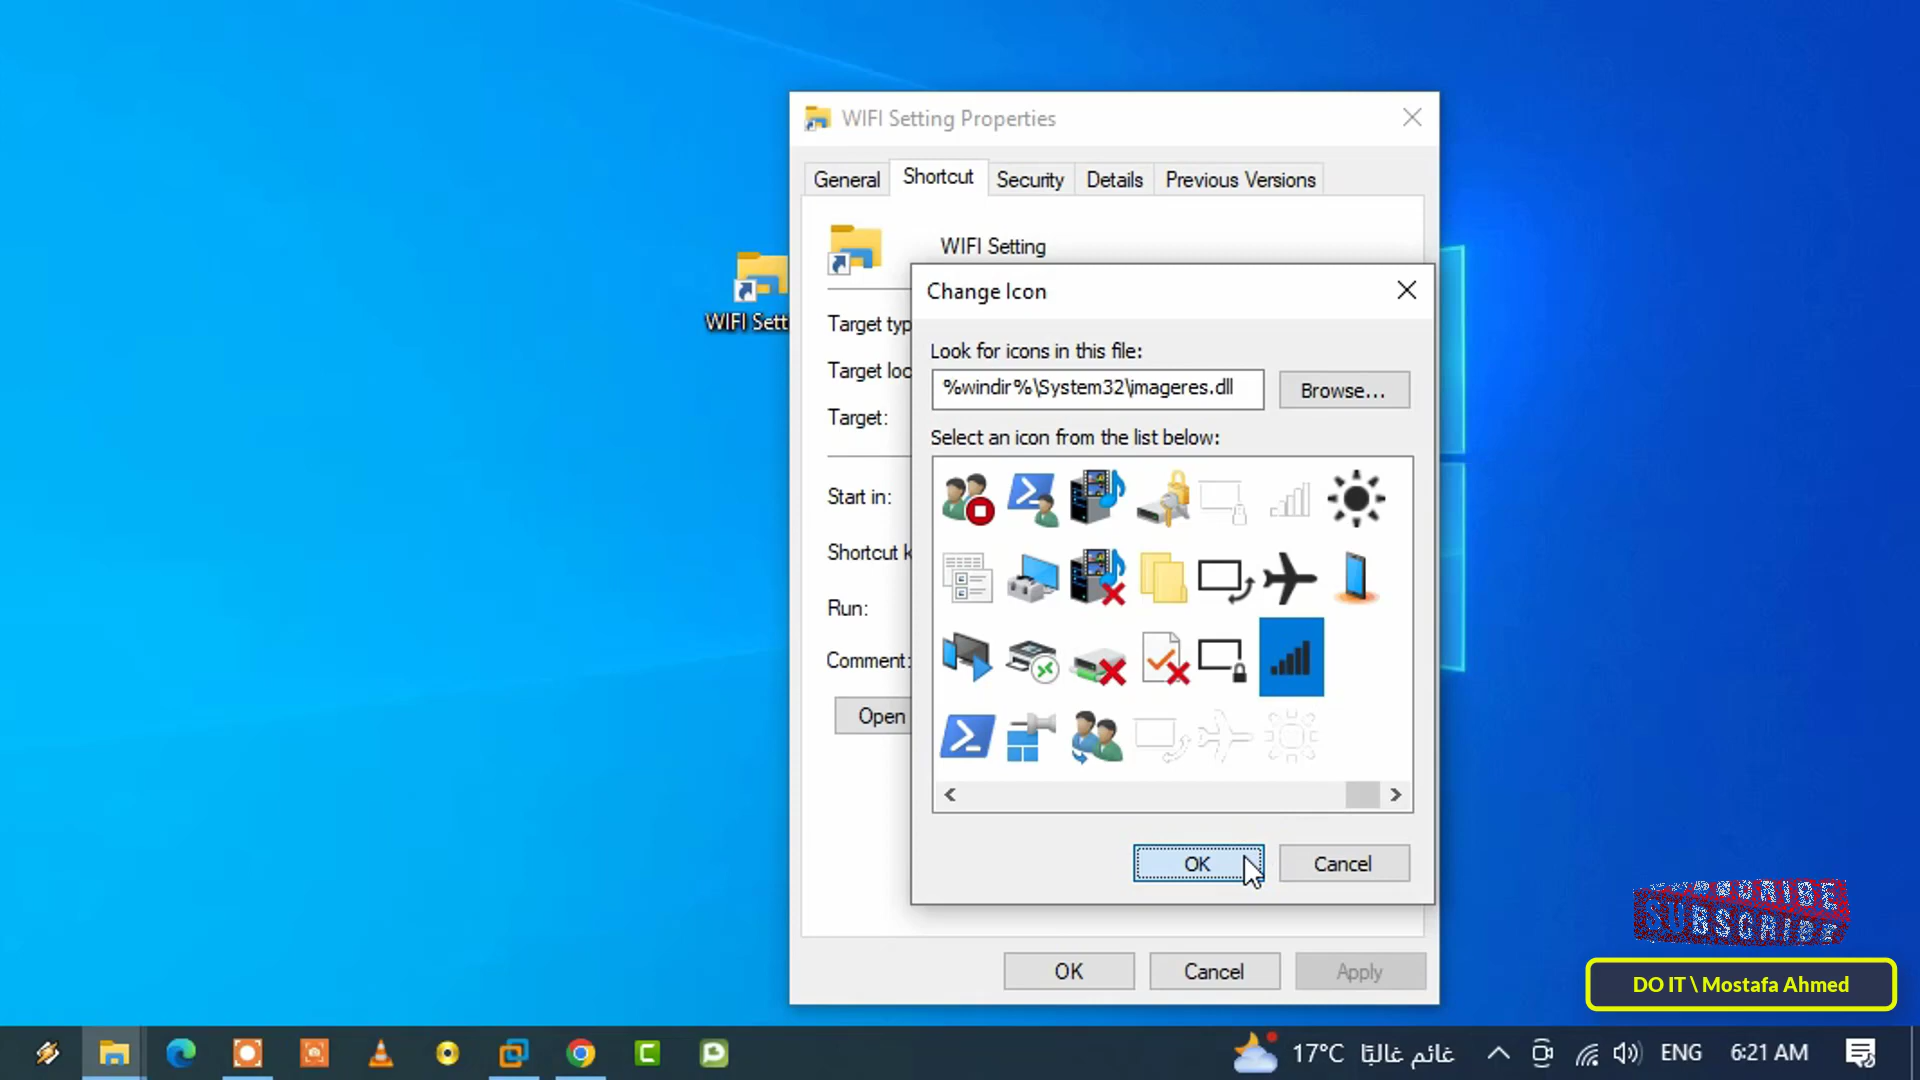 WIFI Setting Properties
General
Shortcut
Security
Details
Previous Versions
WIFI Setting
WIFI Sett
Target typ
Target loc
Target:
Start in:
Shortcut k
Run:
Comment:
Open
Change Icon
Look for icons in this file:
%windir%\System32\imageres.dll
Browse...
Select an icon from the list below:
OK
Cancel
OK
Cancel
Apply
SUBSCRIBE
DO IT \ Mostafa Ahmed
17°C
غائم غالبًا
ENG
6:21 AM